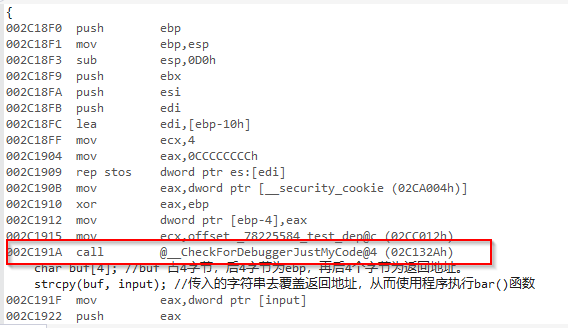 {
002C18F0 push ebp
002C18F1 mov ebp,esp
002C18F3 sub esp,0D0h
002C18F9 push ebx
002C18FA push esi
002C18FB push edi
002C18FC lea edi,[ebp-10h]
002C18FF mov ecx,4
002C1904 mov eax,0CCCCCCCCh
002C1909 rep stos dword ptr es:[edi]
002C190B mov eax,dword ptr [__security_cookie (02CA004h)]
002C1910 xor eax,ebp
002C1912 mov dword ptr [ebp-4],eax
002C1915 mov ecx,offset _78225584_test_dep@c (02CC012h)
002C191A call @__CheckForDebuggerJustMyCode@4 (02C132Ah)
char buf[4]; //buf 占4字节，后4字节为ebp，再后4个字节为返回地址。
strcpy(buf, input); //传入的字符串去覆盖返回地址，从而使用程序执行bar()函数
002C191F mov eax,dword ptr [input]
002C1922 push eax